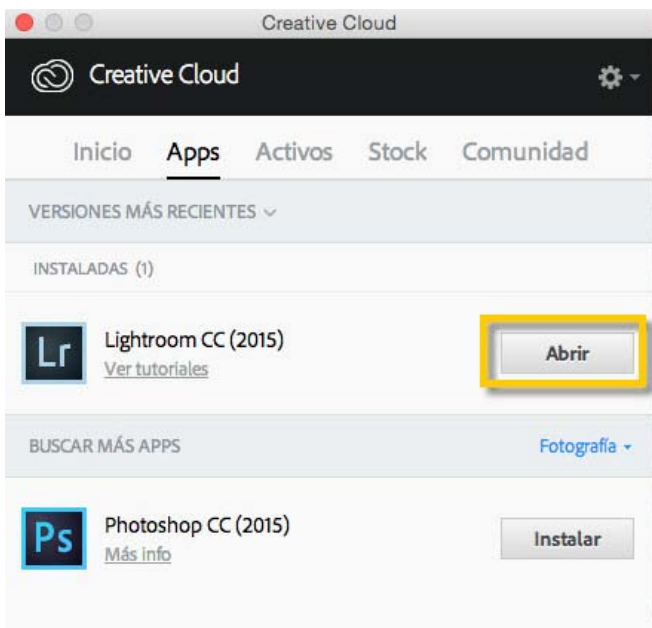 Creative Cloud
Creative Cloud
Inicio Apps Activos Stock Comunidad
VERSIONES MÁS RECIENTES
INSTALADAS (1)
Lr
Lightroom CC (2015)
Ver tutoriales
Abrir
BUSCAR MÁS APPS
Fotografía
Ps
Photoshop CC (2015)
Más info
Instalar